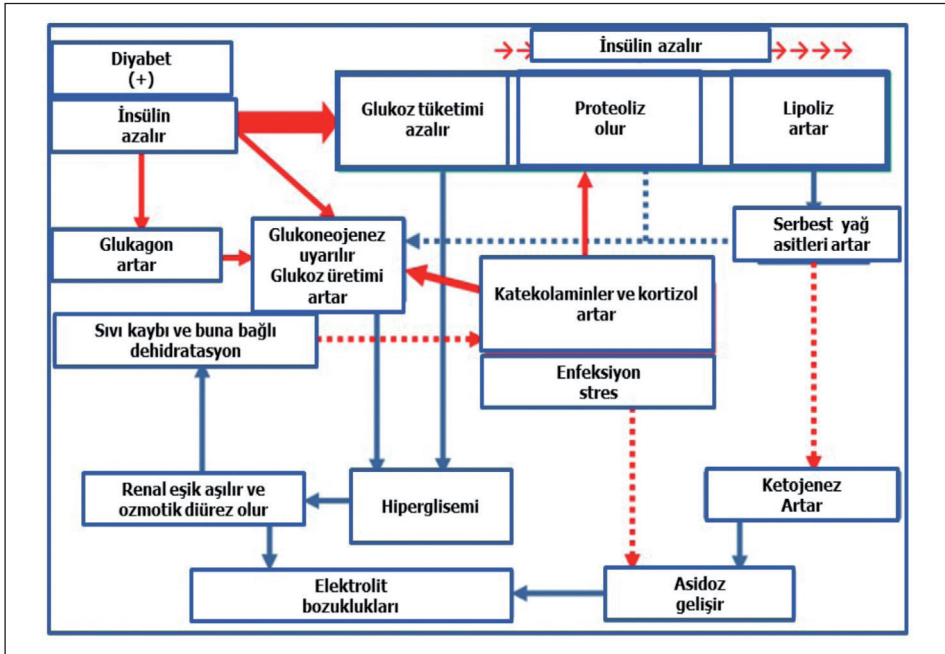 Diyabet
(+)
İnsülin azalır
İnsülin
azalır
Glukoz tüketimi
azalır
Proteoliz
olur
Lipoliz
artar
Glukagon
artar
Glukoneojenez
uyarılır
Glukoz üretimi
artar
Serbest yağ
asitleri artar
Katekolaminler ve kortizol
artar
Sıvı kaybı ve buna bağlı
dehidratasyon
Enfeksiyon
stres
Renal eşik aşılır ve
ozmotik diürez olur
Hiperglisemi
Ketojenez
Artar
Elektrolit
bozuklukları
Asidoz
gelişir